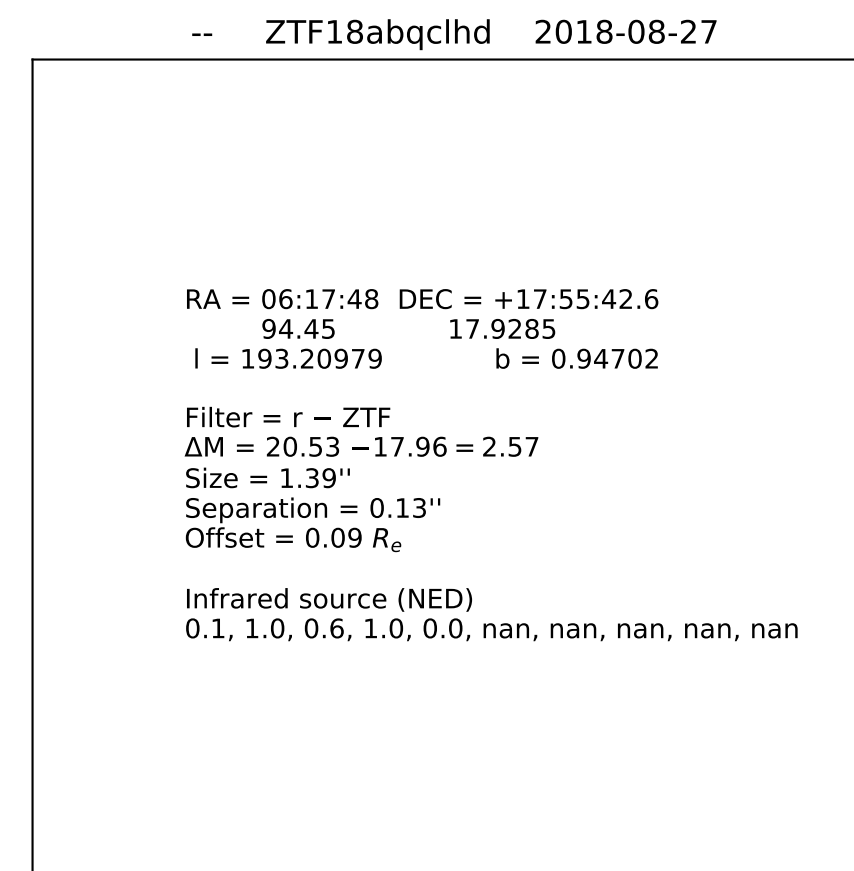 -- ZTF18abqclhd 2018-08-27
RA = 06:17:48 DEC = +17:55:42.6
94.45 17.9285
l = 193.20979 b = 0.94702
Filter = r − ZTF
ΔM = 20.53 −17.96 = 2.57
Size = 1.39''
Separation = 0.13''
Offset = 0.09 Rₑ
Infrared source (NED)
0.1, 1.0, 0.6, 1.0, 0.0, nan, nan, nan, nan, nan